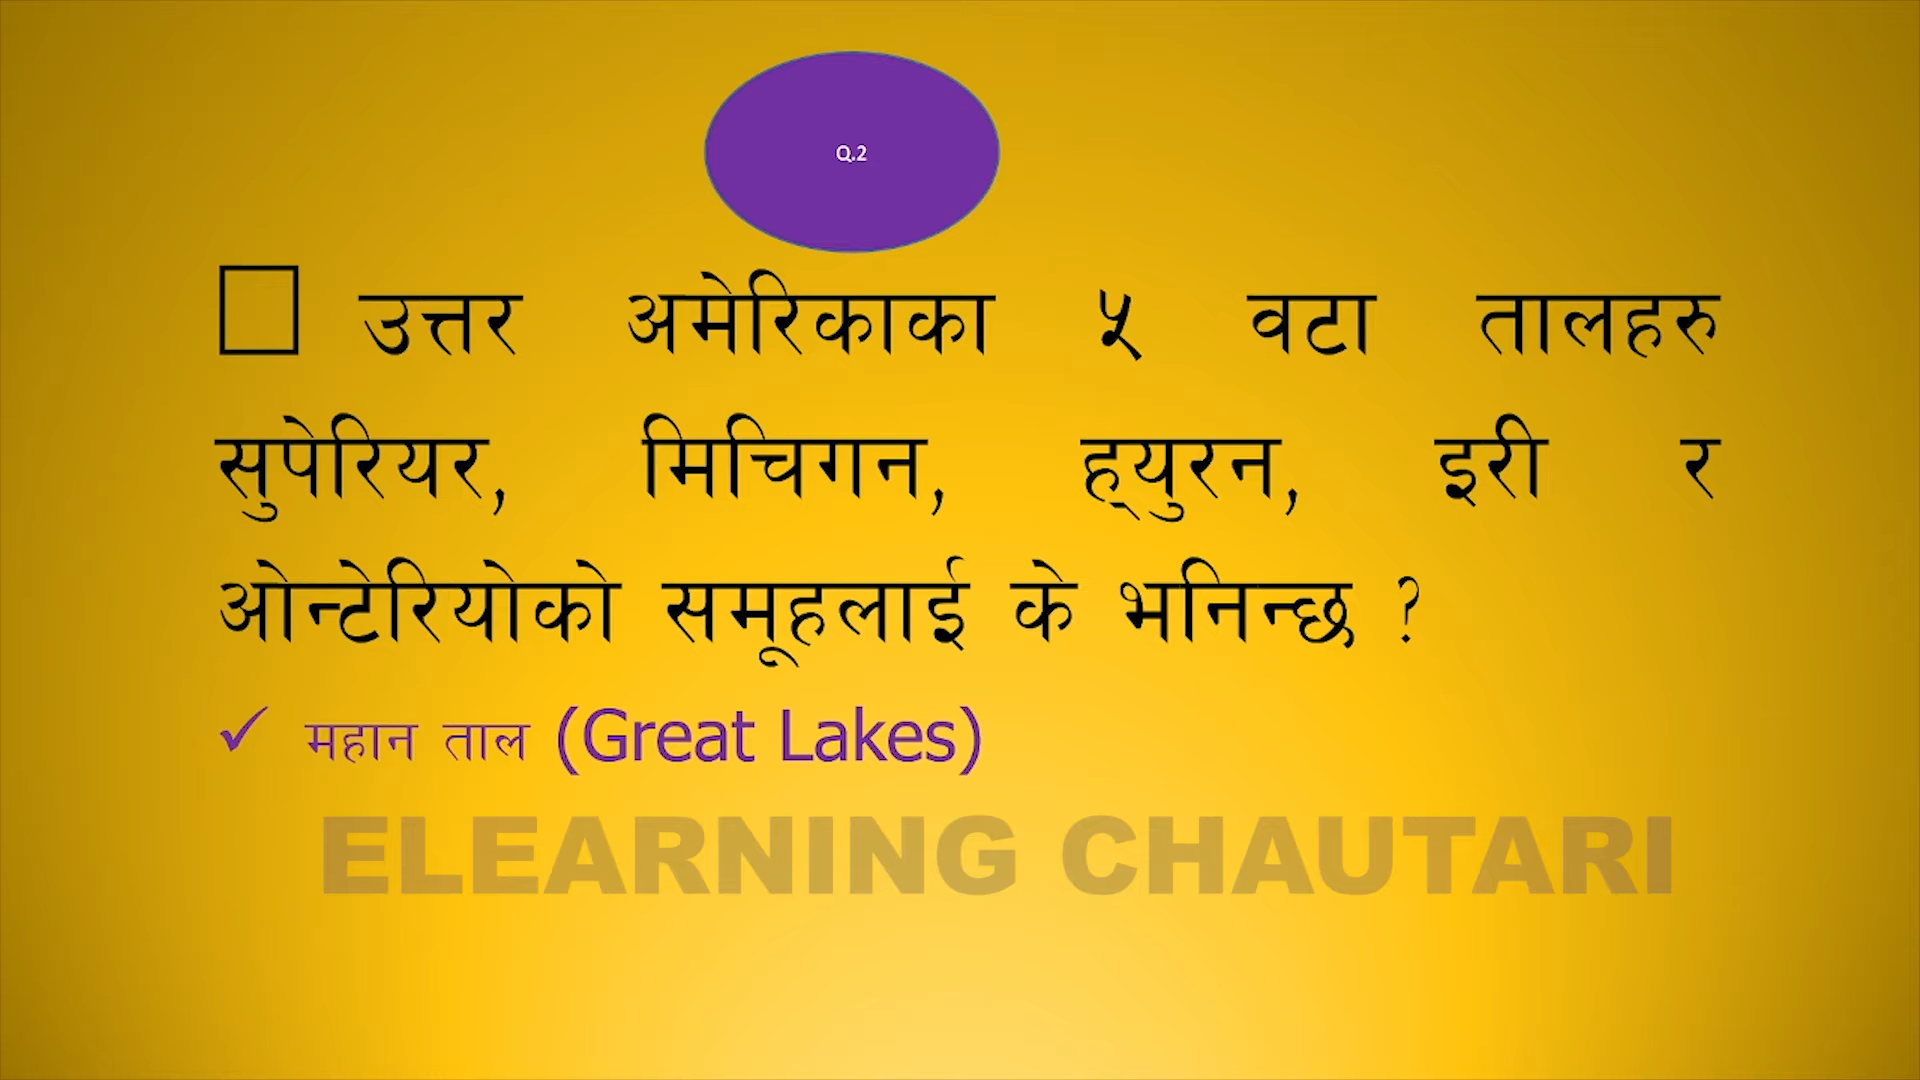 Q.2
उत्तर अमेरिकाका ५ वटा तालहरु
सुपेरियर, मिचिगन, ह्युरन, इरी र
ओन्टेरियोको समूहलाई के भनिन्छ ?
✓ महान ताल (Great Lakes)
ELEARNING CHAUTARI